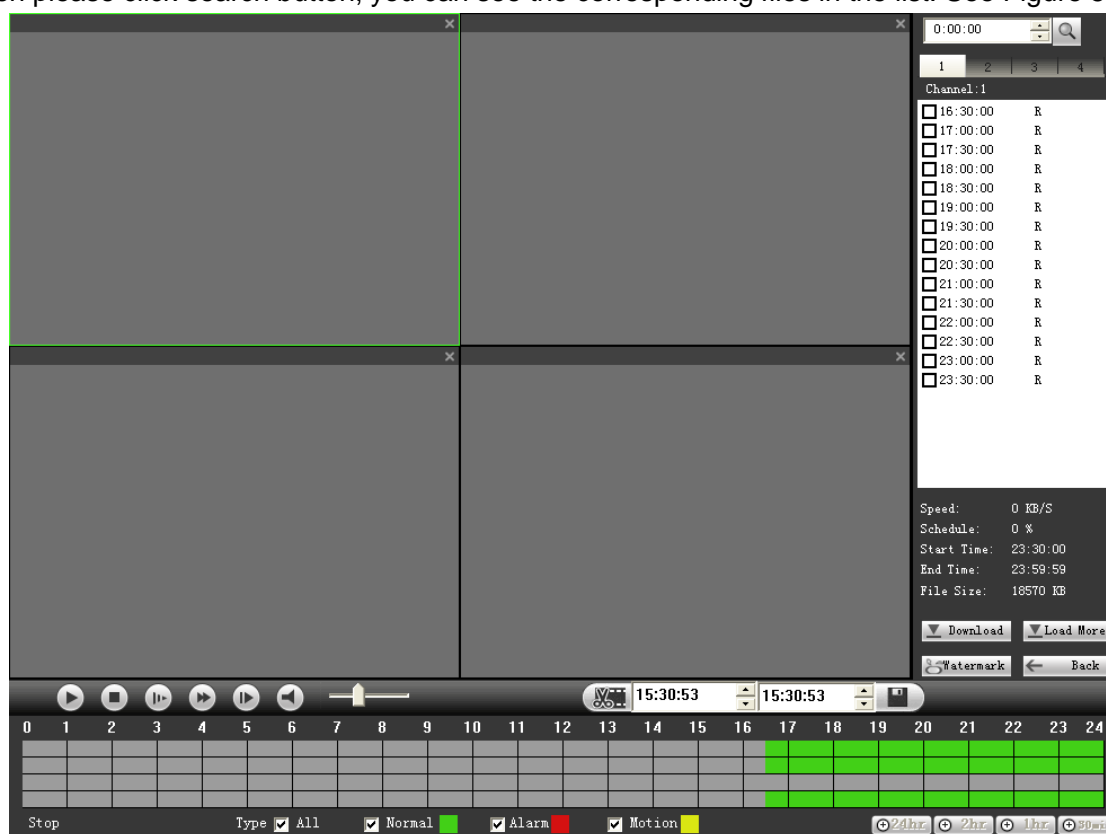 please click search button, you can see the corresponding files in the list. See Figure
0:00:00
1 2 3 4
Channel:1
16:30:00 R
17:00:00 R
17:30:00 R
18:00:00 R
18:30:00 R
19:00:00 R
19:30:00 R
20:00:00 R
20:30:00 R
21:00:00 R
21:30:00 R
22:00:00 R
22:30:00 R
23:00:00 R
23:30:00 R
Speed: 0 KB/S
Schedule: 0 %
Start Time: 23:30:00
End Time: 23:59:59
File Size: 18570 KB
Download Load More
Watermark Back
15:30:53 15:30:53
0 1 2 3 4 5 6 7 8 9 10 11 12 13 14 15 16 17 18 19 20 21 22 23 24
Stop Type All Normal Alarm Motion 24hr 2hr 1hr